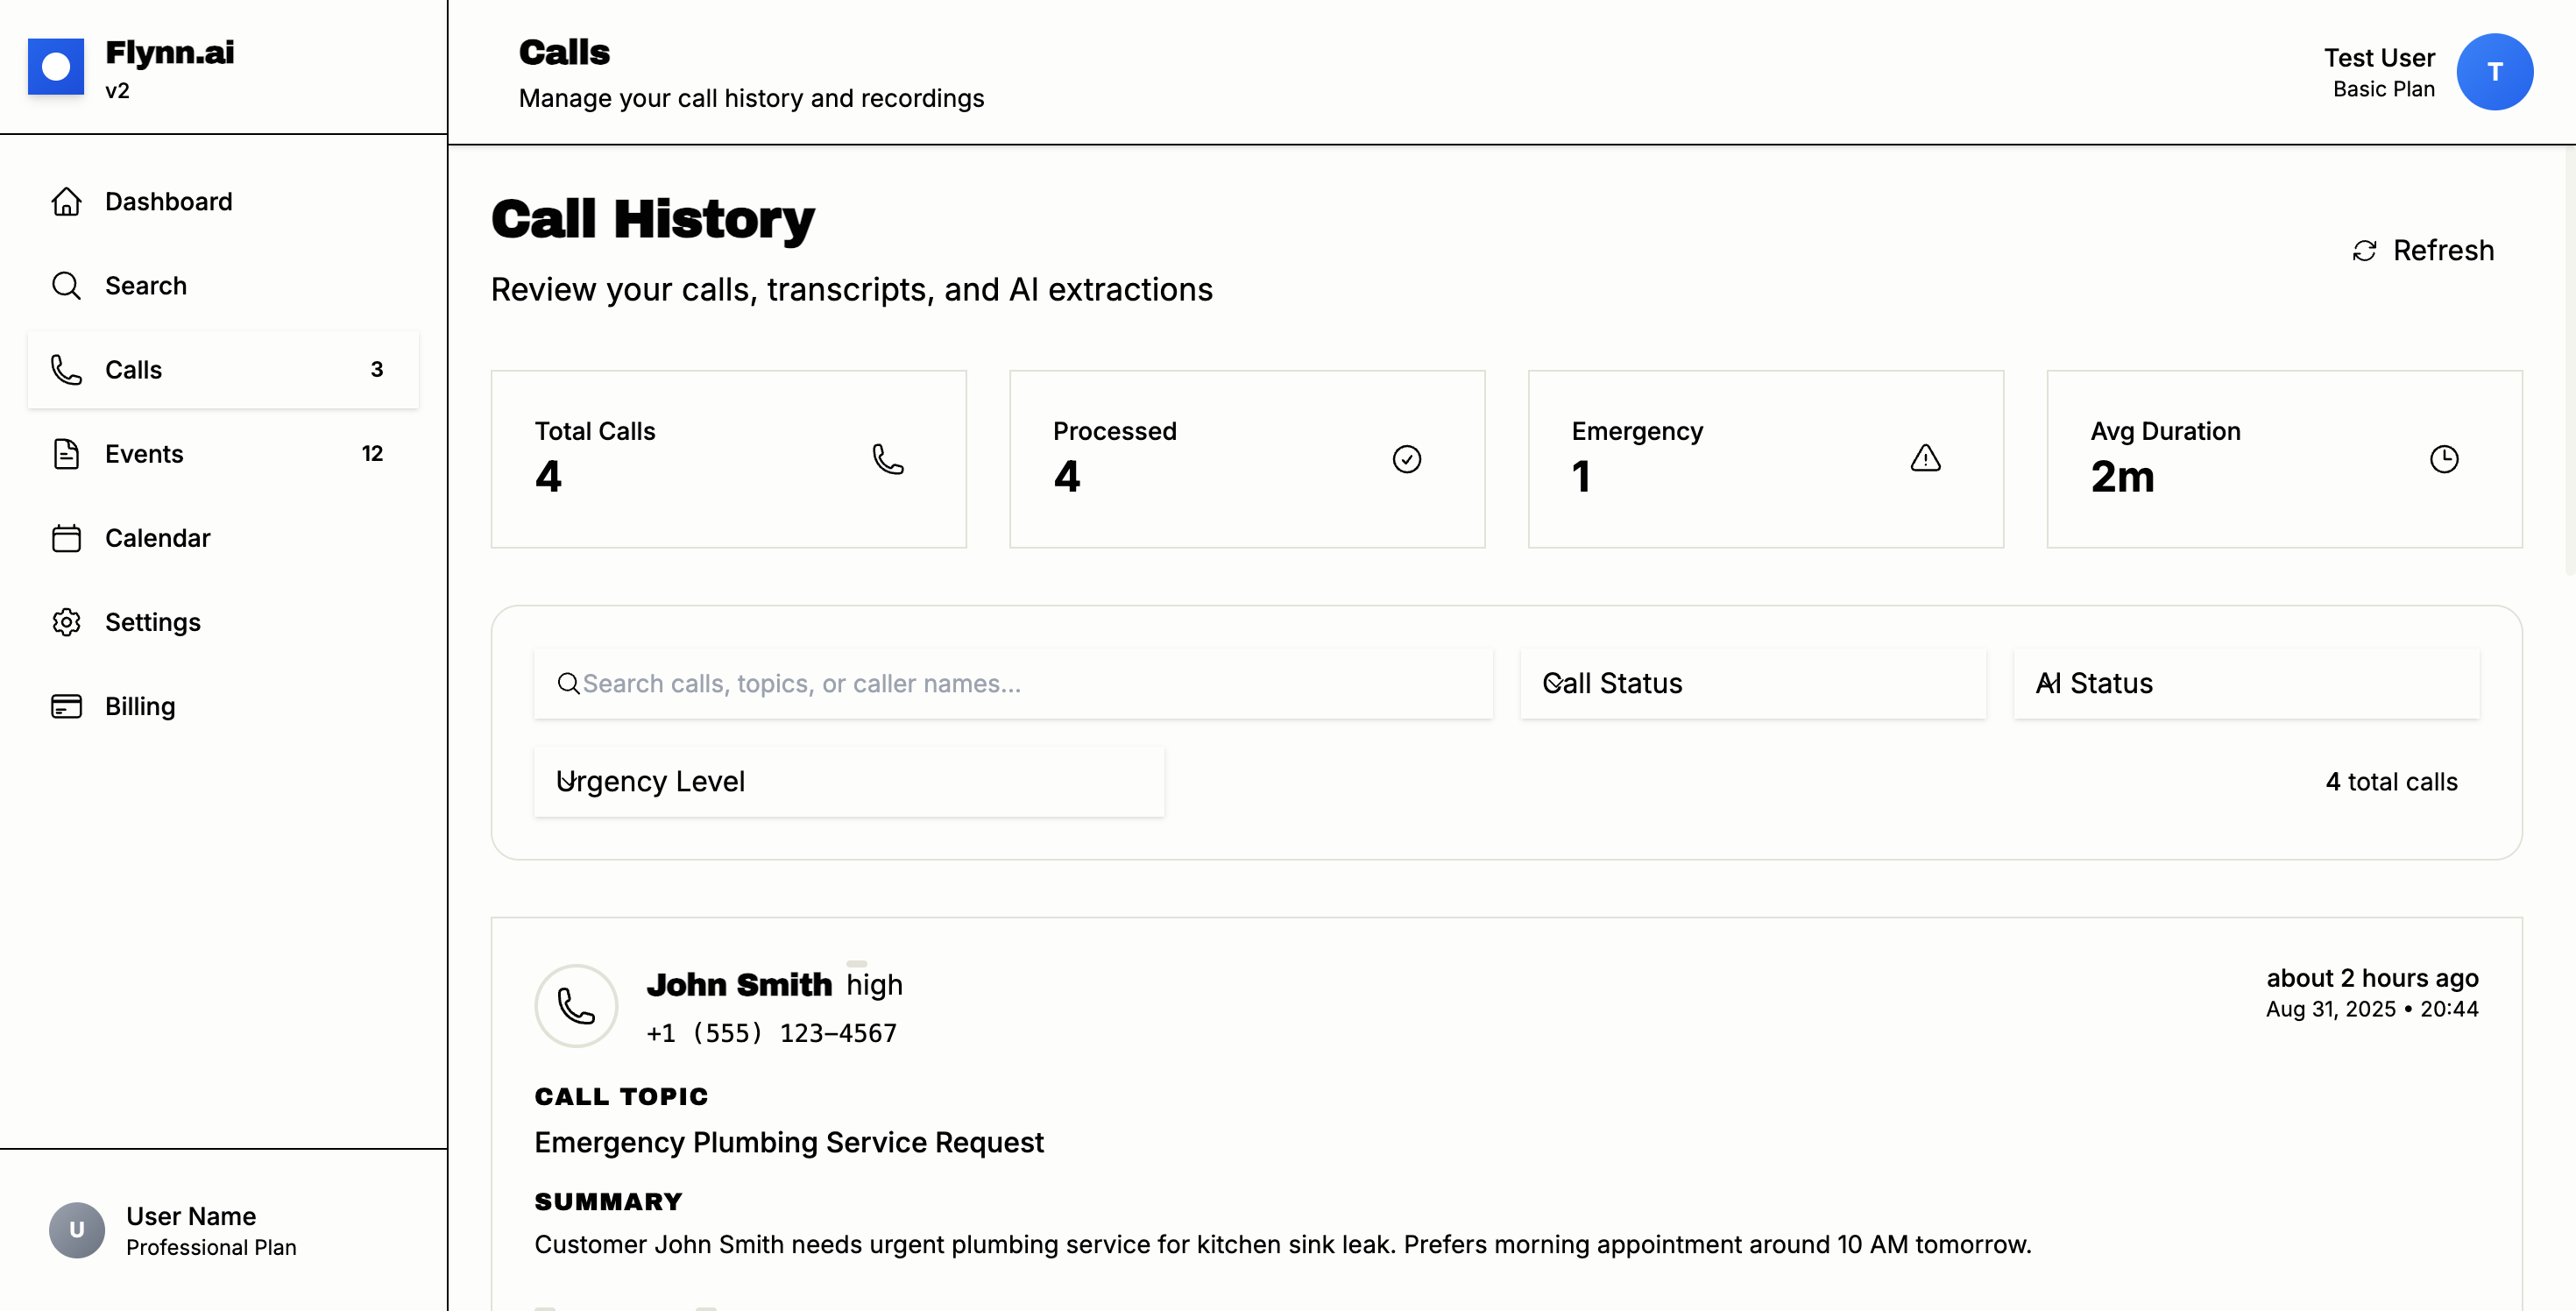 Flynn.ai
v2
Dashboard
Search
Calls 3
Events 12
Calendar
Settings
Billing
U
User Name
Professional Plan
Calls
Manage your call history and recordings
Test User
Basic Plan
T
Call History
Review your calls, transcripts, and AI extractions
Refresh
Total Calls
4
Processed
4
Emergency
1
Avg Duration
2m
Search calls, topics, or caller names...
Call Status
AI Status
Urgency Level
4 total calls
John Smith high
+1 (555) 123–4567
about 2 hours ago
Aug 31, 2025 • 20:44
CALL TOPIC
Emergency Plumbing Service Request
SUMMARY
Customer John Smith needs urgent plumbing service for kitchen sink leak. Prefers morning appointment around 10 AM tomorrow.